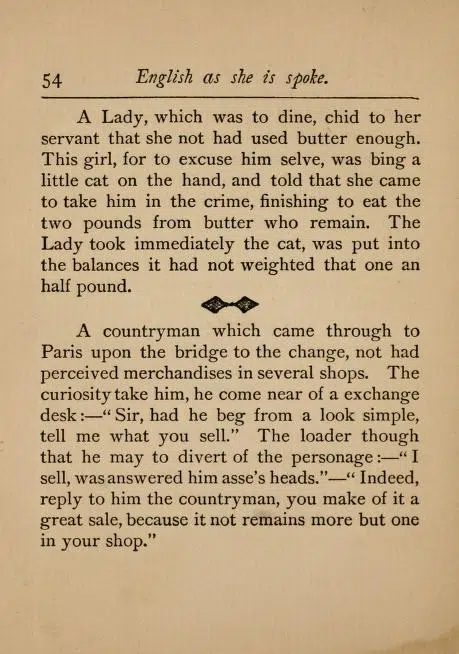 54 English as she is spoke.
A Lady, which was to dine, chid to her
servant that she not had used butter enough.
This girl, for to excuse him selve, was bing a
little cat on the hand, and told that she came
to take him in the crime, finishing to eat the
two pounds from butter who remain. The
Lady took immediately the cat, was put into
the balances it had not weighted that one an
half pound.
A countryman which came through to
Paris upon the bridge to the change, not had
perceived merchandises in several shops. The
curiosity take him, he come near of a exchange
desk:—“Sir, had he beg from a look simple,
tell me what you sell.” The loader though
that he may to divert of the personage:—“I
sell, was answered him asse's heads.”—“Indeed,
reply to him the countryman, you make of it a
great sale, because it not remains more but one
in your shop.”